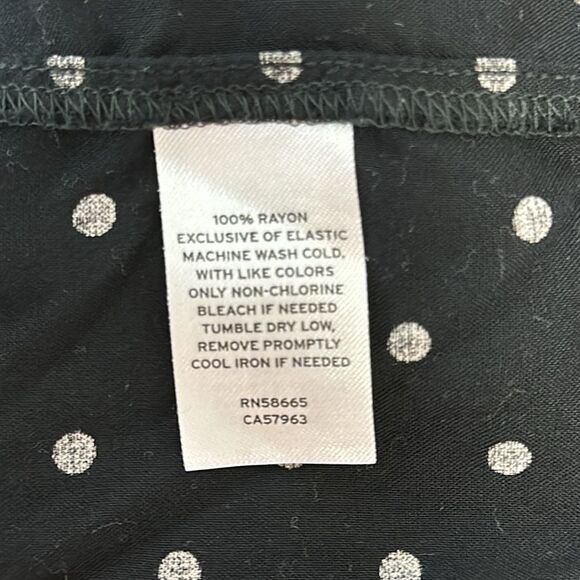 100% RAYON
EXCLUSIVE OF ELASTIC
MACHINE WASH COLD,
WITH LIKE COLORS
ONLY NON-CHLORINE
BLEACH IF NEEDED
TUMBLE DRY LOW,
REMOVE PROMPTLY
COOL IRON IF NEEDED
RN58665
CA57963